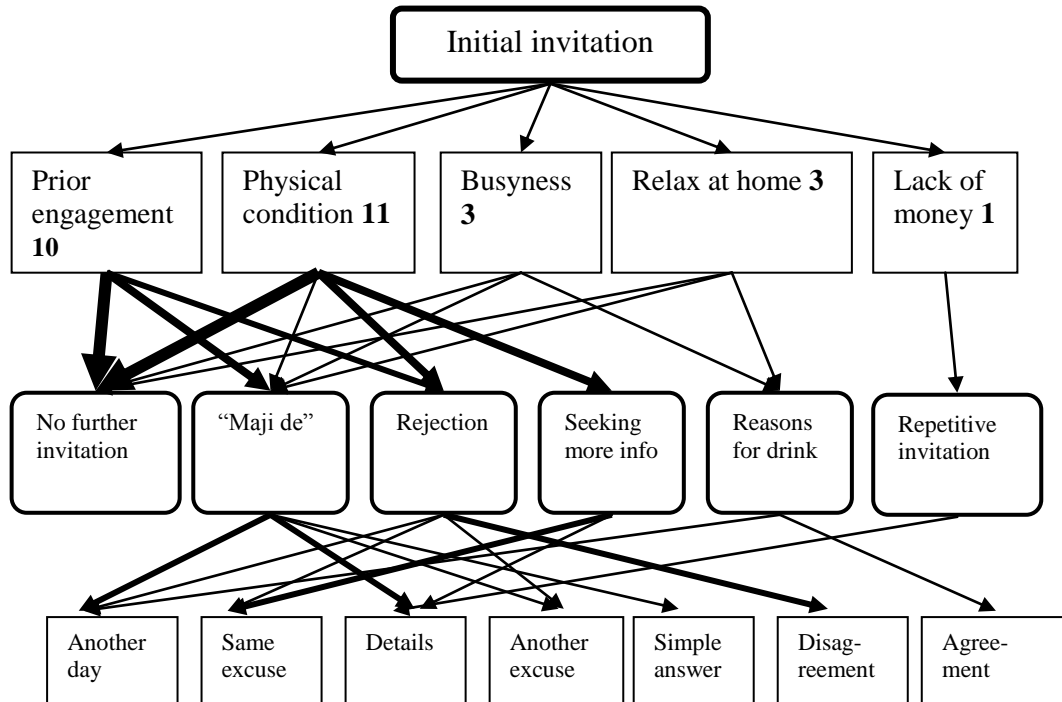 Initial invitation
Prior
engagement
10
Physical
condition 11
Busyness
3
Relax at home 3
Lack of
money 1
No further
invitation
“Maji de”
Rejection
Seeking
more info
Reasons
for drink
Repetitive
invitation
Another
day
Same
excuse
Details
Another
excuse
Simple
answer
Disag-
reement
Agree-
ment